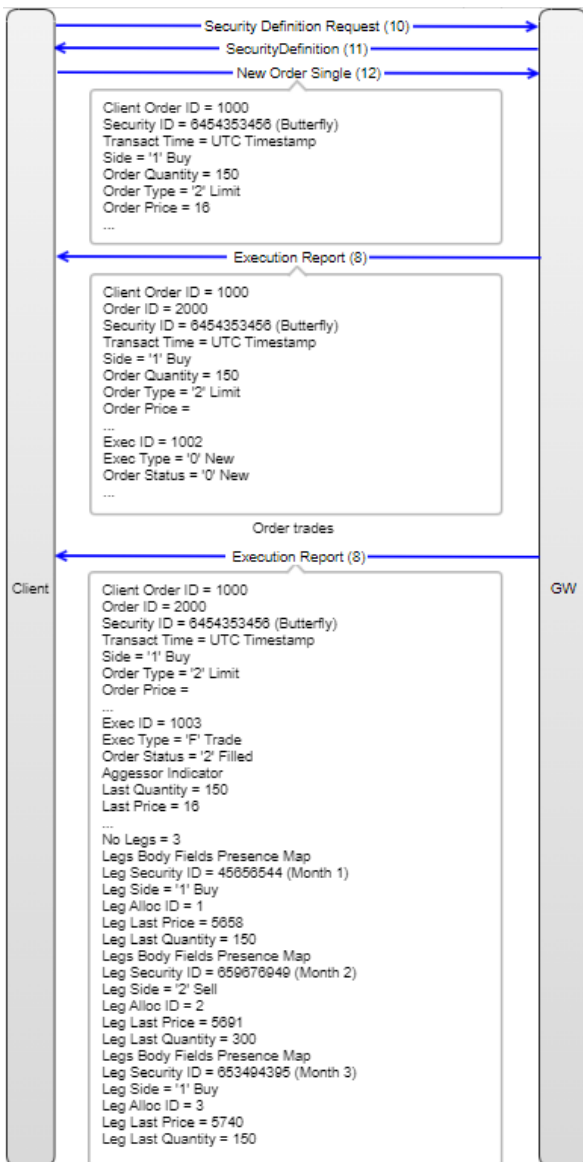 Security Definition Request (10)
SecurityDefinition (11)
New Order Single (12)
Client Order ID = 1000
Security ID = 6454353456 (Butterfly)
Transact Time = UTC Timestamp
Side = '1' Buy
Order Quantity = 150
Order Type = '2' Limit
Order Price = 16
...
Execution Report (8)
Client Order ID = 1000
Order ID = 2000
Security ID = 6454353456 (Butterfly)
Transact Time = UTC Timestamp
Side = '1' Buy
Order Quantity = 150
Order Type = '2' Limit
Order Price =
...
Exec ID = 1002
Exec Type = '0' New
Order Status = '0' New
...
Order trades
Execution Report (8)
Client
GW
Client Order ID = 1000
Order ID = 2000
Security ID = 6454353456 (Butterfly)
Transact Time = UTC Timestamp
Side = '1' Buy
Order Type = '2' Limit
Order Price =
...
Exec ID = 1003
Exec Type = 'F' Trade
Order Status = '2' Filled
Aggessor Indicator
Last Quantity = 150
Last Price = 16
...
No Legs = 3
Legs Body Fields Presence Map
Leg Security ID = 45656544 (Month 1)
Leg Side = '1' Buy
Leg Alloc ID = 1
Leg Last Price = 5658
Leg Last Quantity = 150
Legs Body Fields Presence Map
Leg Security ID = 659676949 (Month 2)
Leg Side = '2' Sell
Leg Alloc ID = 2
Leg Last Price = 5691
Leg Last Quantity = 300
Legs Body Fields Presence Map
Leg Security ID = 653494395 (Month 3)
Leg Side = '1' Buy
Leg Alloc ID = 3
Leg Last Price = 5740
Leg Last Quantity = 150